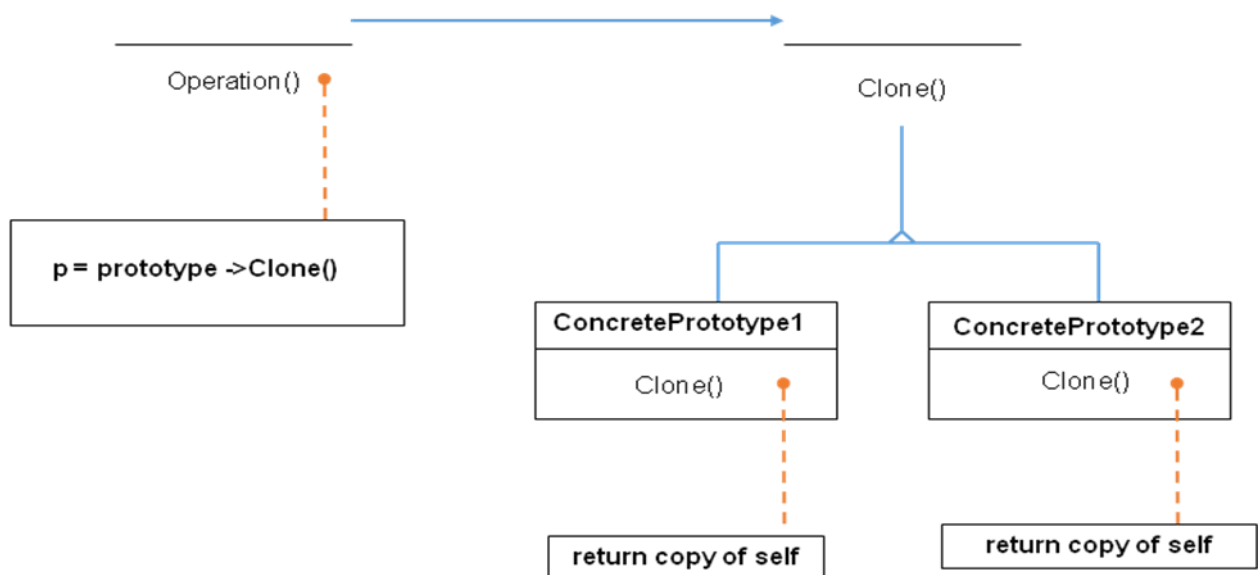 Operation()
Clone()
p = prototype ->Clone()
ConcretePrototype1
ConcretePrototype2
Clone()
Clone()
return copy of self
return copy of self